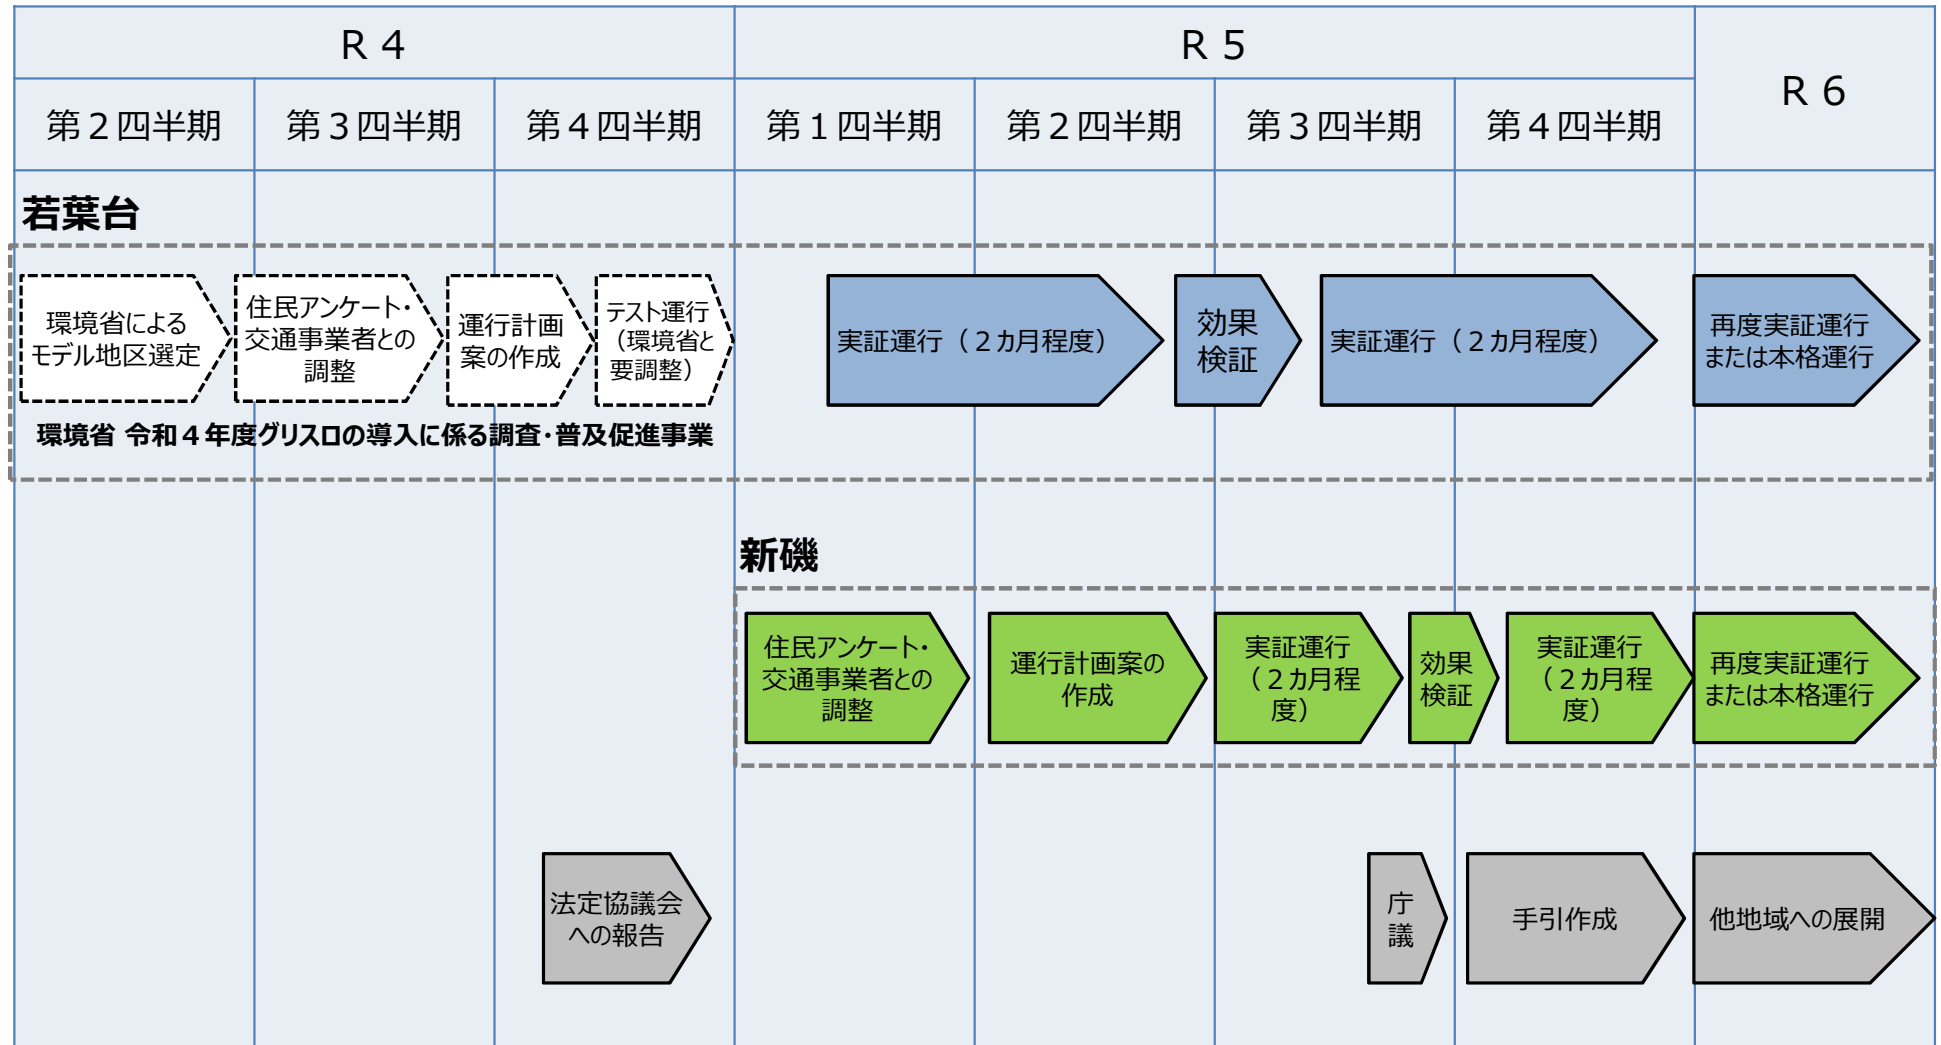 R 4
R 5
R 6
第２四半期
第３四半期
第４四半期
第１四半期
第２四半期
第３四半期
第４四半期
若葉台
環境省による
モデル地区選定
住民アンケート・
交通事業者との
調整
運行計画
案の作成
テスト運行
（環境省と
要調整）
実証運行（２カ月程度）
効果
検証
実証運行（２カ月程度）
再度実証運行
または本格運行
環境省 令和４年度グリスロの導入に係る調査・普及促進事業
新磯
住民アンケート・
交通事業者との
調整
運行計画案の
作成
実証運行
（２カ月程
度）
効果
検証
実証運行
（２カ月程
度）
再度実証運行
または本格運行
法定協議会
への報告
庁
議
手引作成
他地域への展開